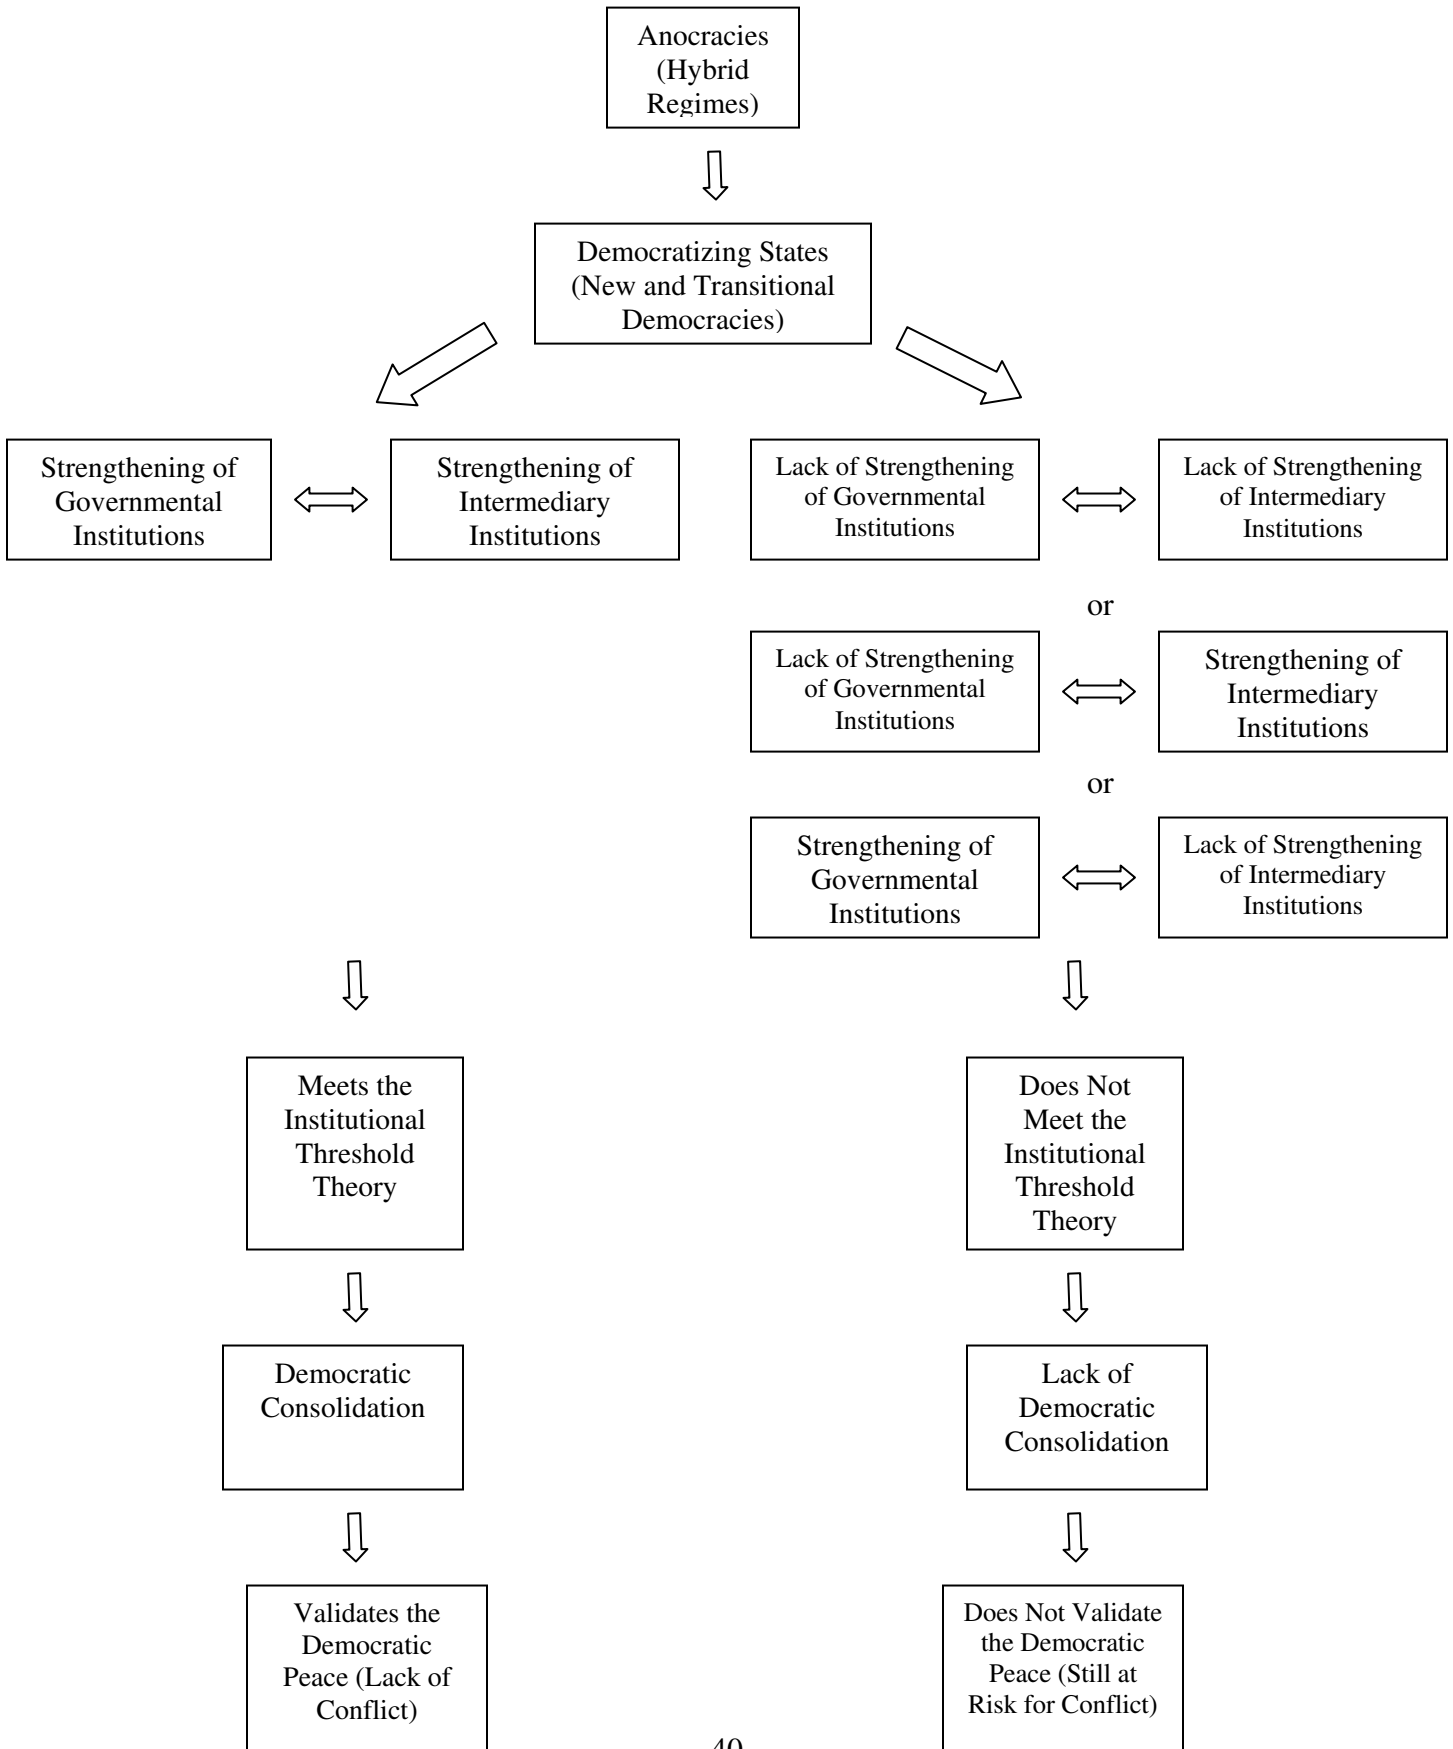 Anocracies
(Hybrid
Regimes)
Democratizing States
(New and Transitional
Democracies)
Strengthening of
Governmental
Institutions
Strengthening of
Intermediary
Institutions
Lack of Strengthening
of Governmental
Institutions
Lack of Strengthening
of Intermediary
Institutions
or
Lack of Strengthening
of Governmental
Institutions
Strengthening of
Intermediary
Institutions
or
Strengthening of
Governmental
Institutions
Lack of Strengthening
of Intermediary
Institutions
Meets the
Institutional
Threshold
Theory
Does Not
Meet the
Institutional
Threshold
Theory
Democratic
Consolidation
Lack of
Democratic
Consolidation
Validates the
Democratic
Peace (Lack of
Conflict)
Does Not Validate
the Democratic
Peace (Still at
Risk for Conflict)
40